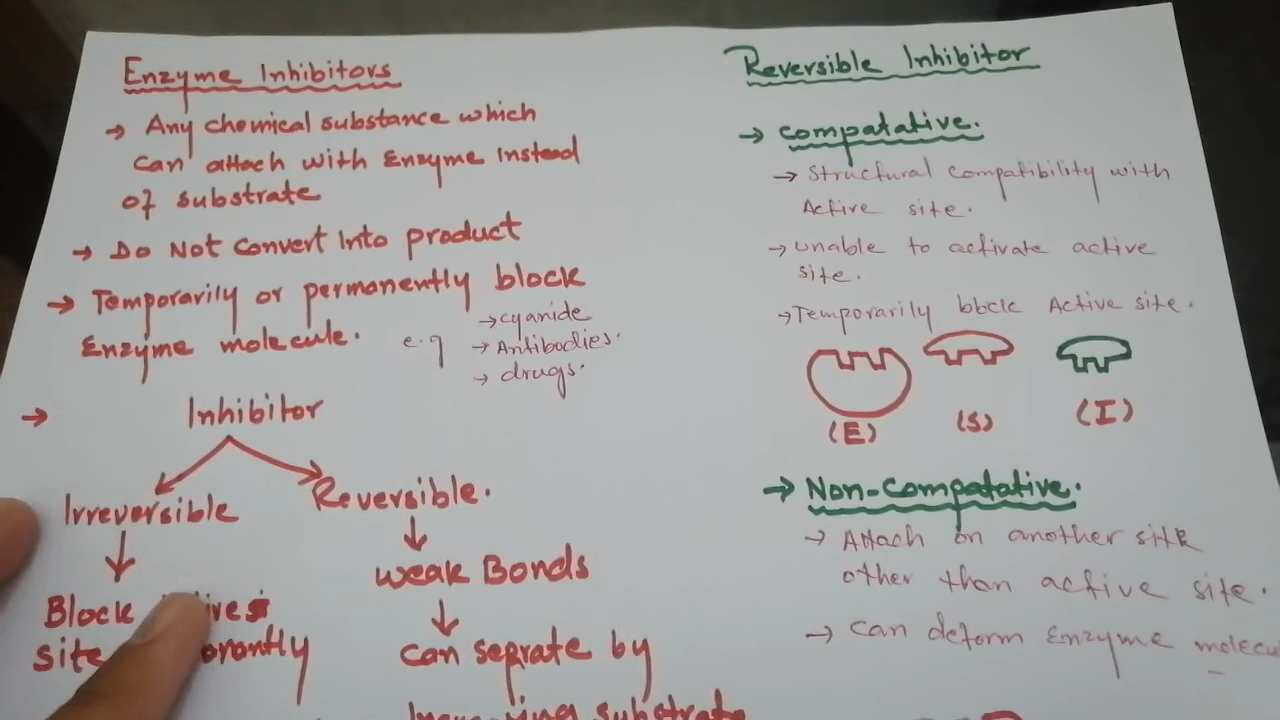 Enzyme Inhibitors
→ Any chemical substance which
can attach with Enzyme instead
of substrate
→ Do Not Convert Into product
→ Temporarily or permanently block
Enzyme molecule.
e.g →cyanide
→ Antibodies.
→ drugs.
→ Inhibitor
Irreversible
Reversible.
Block
site
weak Bonds
can seprate by
substrate
Reversible Inhibitor
→ compatative.
→ Structural compatibility with
Active site.
→ unable to activate active
site.
→Temporarily block Active site.
(E) (S) (I)
→ Non-compatative.
→ Attach on another site
other than active site.
→ can deform Enzyme